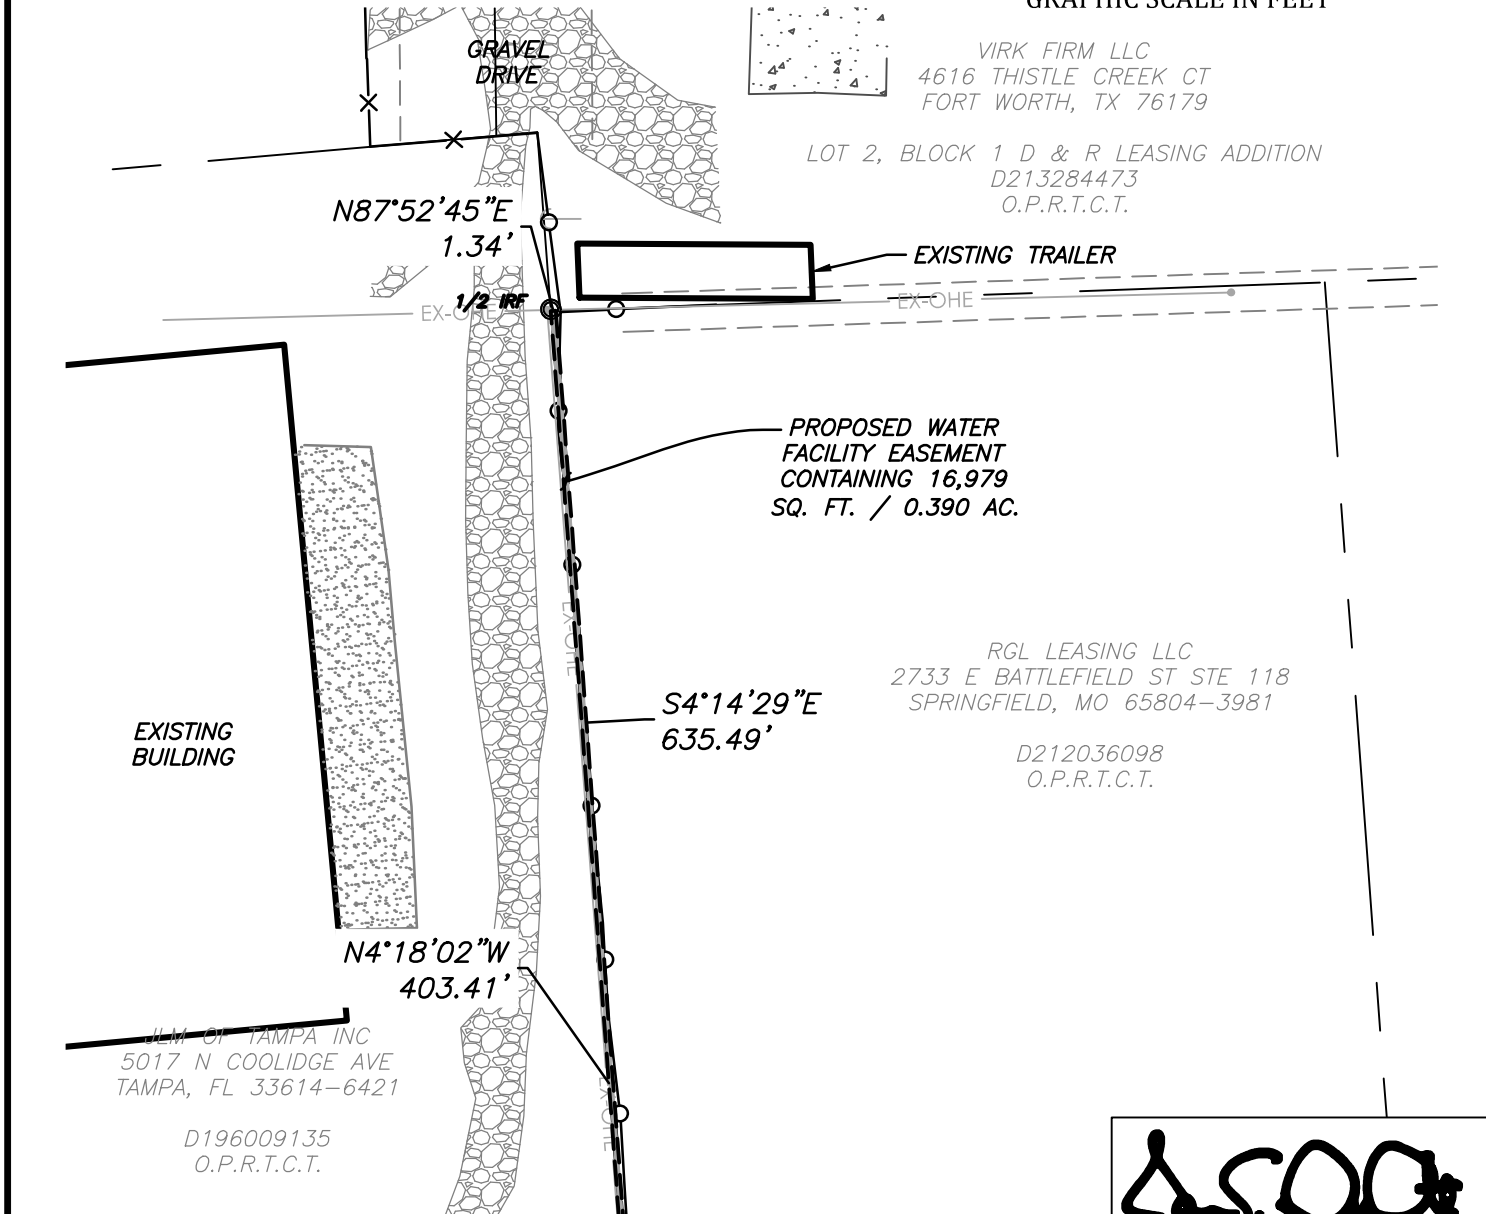 GRAPHIC SCALE IN FEET
GRAVEL
DRIVE
VIRK FIRM LLC
4616 THISTLE CREEK CT
FORT WORTH, TX 76179
LOT 2, BLOCK 1 D & R LEASING ADDITION
D213284473
O.P.R.T.C.T.
N87°52'45"E
1.34'
EXISTING TRAILER
1/2 IRF
EX-OHE
EX-OHE
PROPOSED WATER
FACILITY EASEMENT
CONTAINING 16,979
SQ. FT. / 0.390 AC.
EX-OHE
RGL LEASING LLC
2733 E BATTLEFIELD ST STE 118
SPRINGFIELD, MO 65804-3981
D212036098
O.P.R.T.C.T.
S4°14'29"E
635.49'
EXISTING
BUILDING
N4°18'02"W
403.41'
JLM OF TAMPA INC
5017 N COOLIDGE AVE
TAMPA, FL 33614-6421
D196009135
O.P.R.T.C.T.
EX-OHE